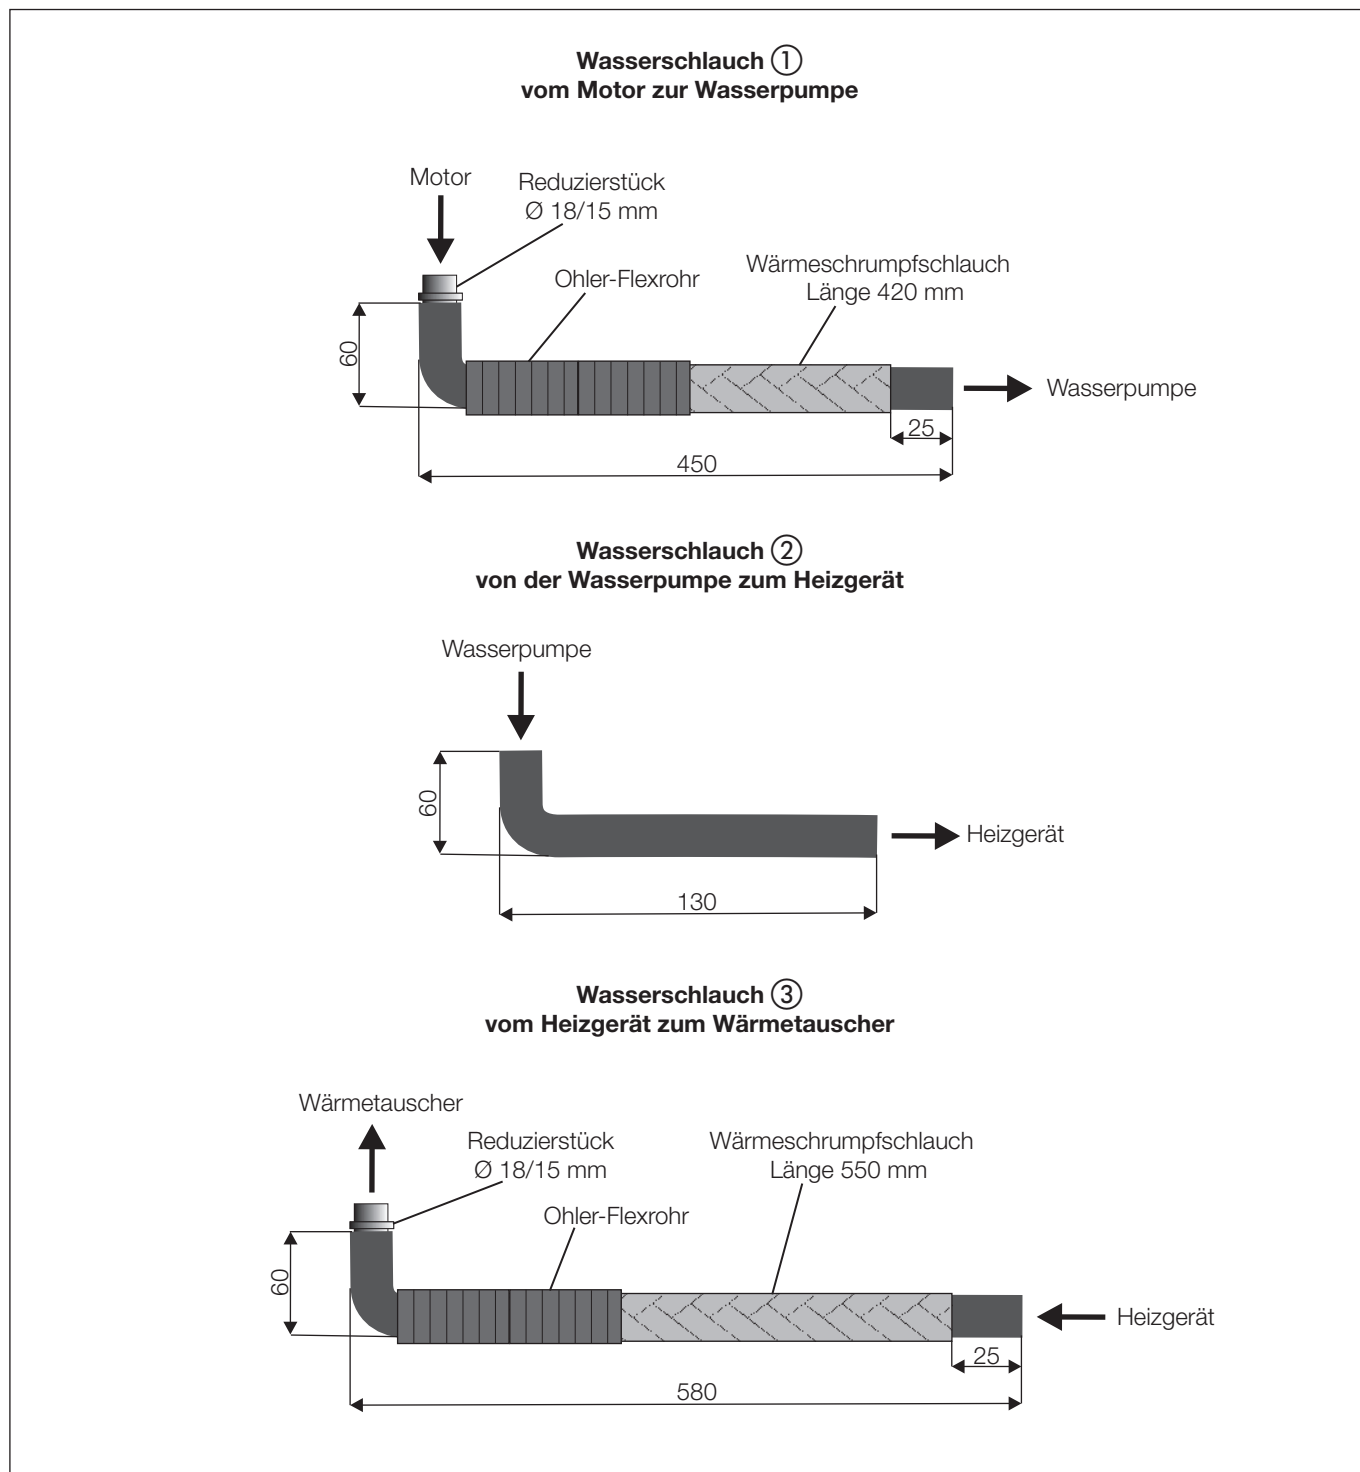 Wasserschlauch ①
vom Motor zur Wasserpumpe
Motor
Reduzierstück
Ø 18/15 mm
Ohler-Flexrohr
Wärmeschrumpfschlauch
Länge 420 mm
60
Wasserpumpe
25
450
Wasserschlauch ②
von der Wasserpumpe zum Heizgerät
Wasserpumpe
60
Heizgerät
130
Wasserschlauch ③
vom Heizgerät zum Wärmetauscher
Wärmetauscher
Reduzierstück
Ø 18/15 mm
Wärmeschrumpfschlauch
Länge 550 mm
Ohler-Flexrohr
60
Heizgerät
25
580